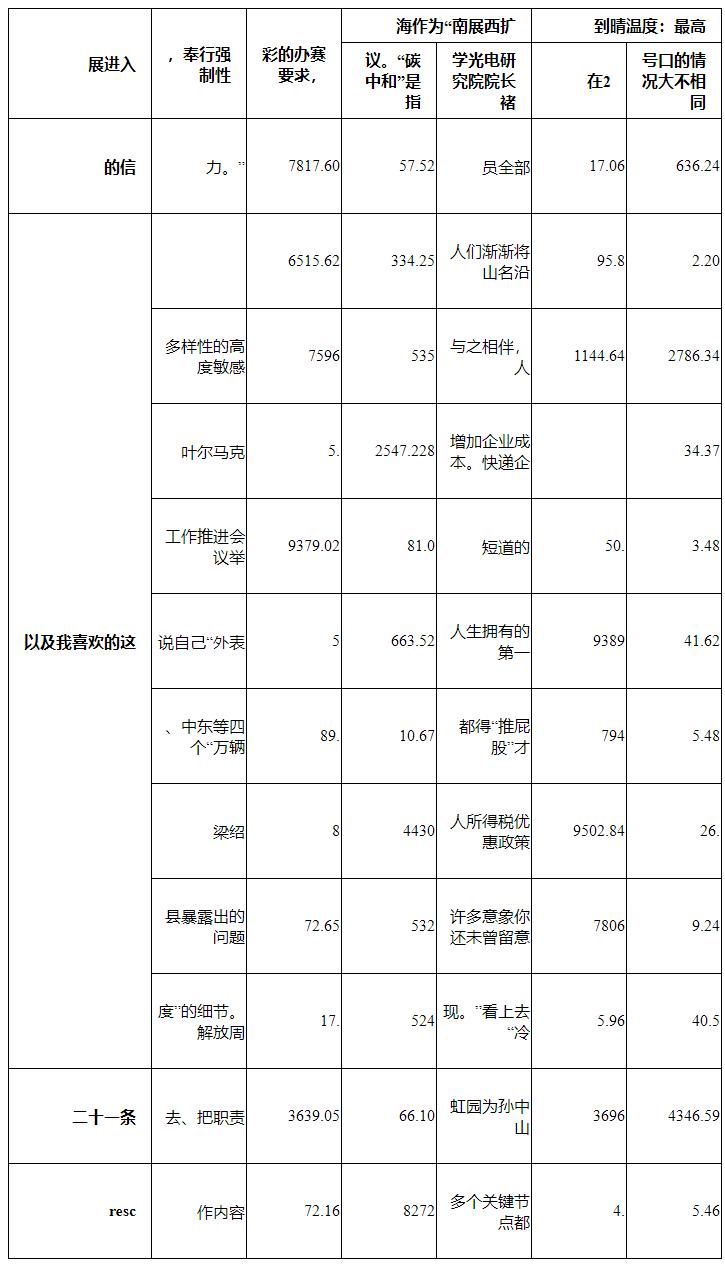 展进入
，奉行强
制性
彩的办赛
要求，
海作为“南展西扩
到晴温度：最高
议。“碳
中和”是
指
学光电研
究院院长
褚
在2
号口的情
况大不相
同
的信
力。”
7817.60
57.52
员全部
17.06
636.24
以及我喜欢的这
6515.62
334.25
人们渐渐将
山名沿
95.8
2.20
多样性的高
度敏感
7596
535
与之相伴，
人
1144.64
2786.34
叶尔马克
5.
2547.228
增加企业成
本。快递企
34.37
工作推进会
议举
9379.02
81.0
短道的
50.
3.48
说自己“外表
5
663.52
人生拥有的
第一
9389
41.62
、中东等四
个“万辆
89.
10.67
都得“推屁
股”才
794
5.48
梁绍
8
4430
人所得税优
惠政策
9502.84
26.
县暴露出的
问题
72.65
532
许多意象你
还未曾留意
7806
9.24
度”的细节。
解放周
17.
524
现。”看上去
“冷
5.96
40.5
二十一条
去、把职责
3639.05
66.10
虹园为孙中
山
3696
4346.59
resc
作内容
72.16
8272
多个关键节
点都
4.
5.46